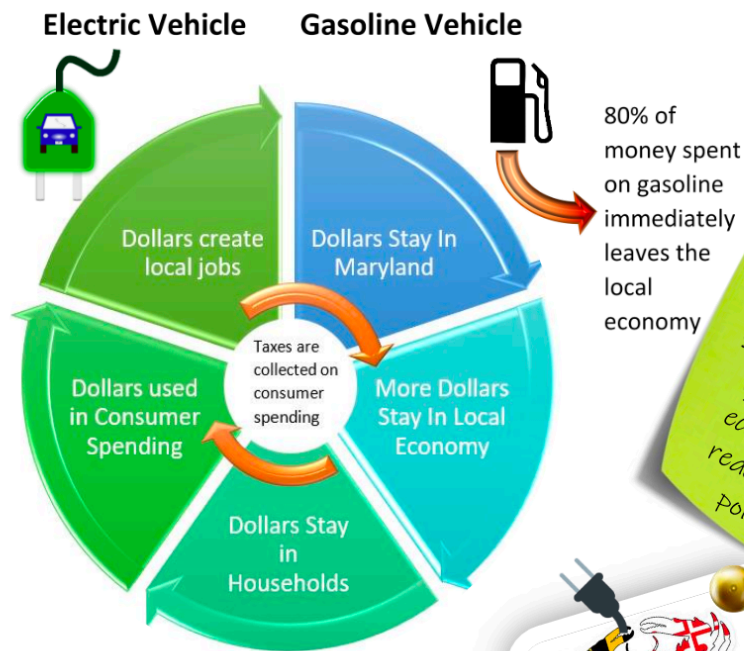 Electric Vehicle
Gasoline Vehicle
80% of
money spent
on gasoline
immediately
leaves the
local
economy
Dollars create
local jobs
Dollars Stay In
Maryland
Taxes are
collected on
consumer
spending
Dollars used
in Consumer
Spending
More Dollars
Stay In Local
Economy
Dollars Stay
in
Households